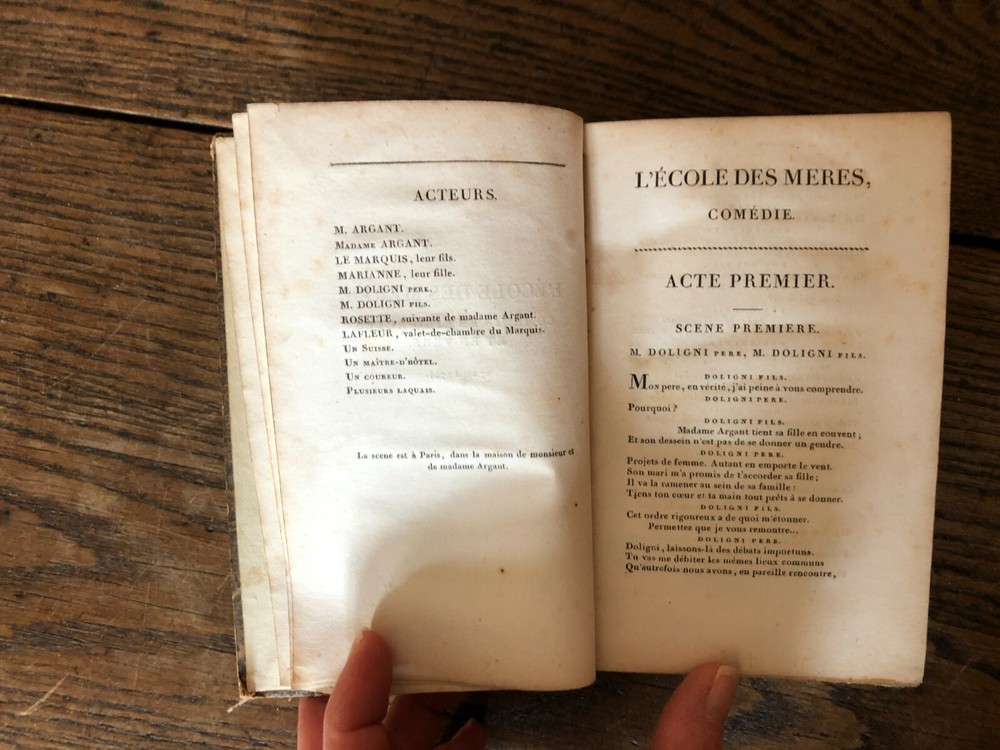 ACTEURS.
M. ARGANT.
MADAME ARGANT.
LE MARQUIS, leur fils.
MARIANNE, leur fille.
M. DOLIGNI PERE.
M. DOLIGNI FILS.
ROSETTE, suivante de madame Argant.
LAFLEUR, valet-de-chambre du Marquis.
UN SUISSE.
UN MAÎTRE-D'HÔTEL.
UN COUREUR.
PLUSIEURS LAQUAIS.
La scene est à Paris, dans la maison de monsieur et
de madame Argant.
L'ÉCOLE DES MERES,
COMÉDIE.
ACTE PREMIER.
SCENE PREMIERE.
M. DOLIGNI PERE, M. DOLIGNI FILS.
DOLIGNI FILS.
Mon pere, en vérité, j'ai peine à vous comprendre.
DOLIGNI PERE.
Pourquoi?
DOLIGNI FILS.
Madame Argant tient sa fille en couvent;
Et son dessein n'est pas de se donner un gendre.
DOLIGNI PERE.
Projets de femme. Autant en emporte le vent.
Son mari m'a promis de t'accorder sa fille;
Il va la ramener au sein de sa famille:
Tiens ton cœur et ta main tout prêts à se donner.
DOLIGNI FILS.
Cet ordre rigoureux a de quoi m'étonner.
Permettez que je vous remontre...
DOLIGNI PERE.
Doligni, laissons-là des débats importuns.
Tu vas me débiter les mêmes lieux communs
Qu'autrefois nous avons, en pareille rencontre,